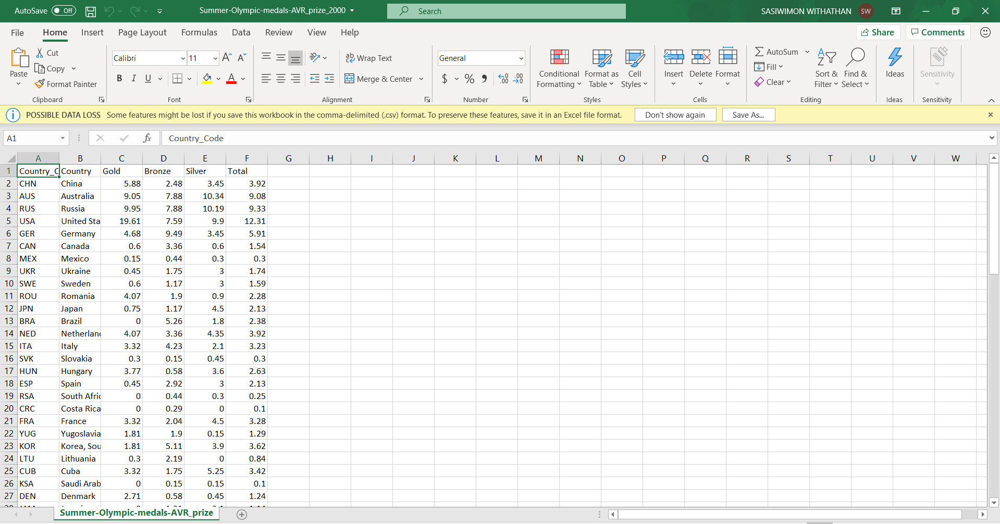 AutoSave Off Summer-Olympic-medals-AVR_prize_2000 Search SASIWIMON WITHATHAN SW
File Home Insert Page Layout Formulas Data Review View Help Share Comments
Paste Cut Copy Format Painter Clipboard
Calibri 11 A A B I U A Font
ab Wrap Text Merge & Center Alignment
General $ % 9 .00 .00 Number
Conditional Formatting Format as Table Cell Styles Styles
Insert Delete Format Cells
AutoSum Fill Clear Sort & Filter Find & Select Editing
Ideas Ideas
Sensitivity Sensitivity
POSSIBLE DATA LOSS Some features might be lost if you save this workbook in the comma-delimited (.csv) format. To preserve these features, save it in an Excel file format. Don't show again Save As...
A1 fx Country_Code
A B C D E F G H I J K L M N O P Q R S T U V W
1 Country_C Country Gold Bronze Silver Total
2 CHN China 5.88 2.48 3.45 3.92
3 AUS Australia 9.05 7.88 10.34 9.08
4 RUS Russia 9.95 7.88 10.19 9.33
5 USA United Sta 19.61 7.59 9.9 12.31
6 GER Germany 4.68 9.49 3.45 5.91
7 CAN Canada 0.6 3.36 0.6 1.54
8 MEX Mexico 0.15 0.44 0.3 0.3
9 UKR Ukraine 0.45 1.75 3 1.74
10 SWE Sweden 0.6 1.17 3 1.59
11 ROU Romania 4.07 1.9 0.9 2.28
12 JPN Japan 0.75 1.17 4.5 2.13
13 BRA Brazil 0 5.26 1.8 2.38
14 NED Netherland 4.07 3.36 4.35 3.92
15 ITA Italy 3.32 4.23 2.1 3.23
16 SVK Slovakia 0.3 0.15 0.45 0.3
17 HUN Hungary 3.77 0.58 3.6 2.63
18 ESP Spain 0.45 2.92 3 2.13
19 RSA South Afric 0 0.44 0.3 0.25
20 CRC Costa Rica 0 0.29 0 0.1
21 FRA France 3.32 2.04 4.5 3.28
22 YUG Yugoslavia 1.81 1.9 0.15 1.29
23 KOR Korea, Sou 1.81 5.11 3.9 3.62
24 LTU Lithuania 0.3 2.19 0 0.84
25 CUB Cuba 3.32 1.75 5.25 3.42
26 KSA Saudi Arab 0 0.15 0.15 0.1
27 DEN Denmark 2.71 0.58 0.45 1.24
Summer-Olympic-medals-AVR_prize